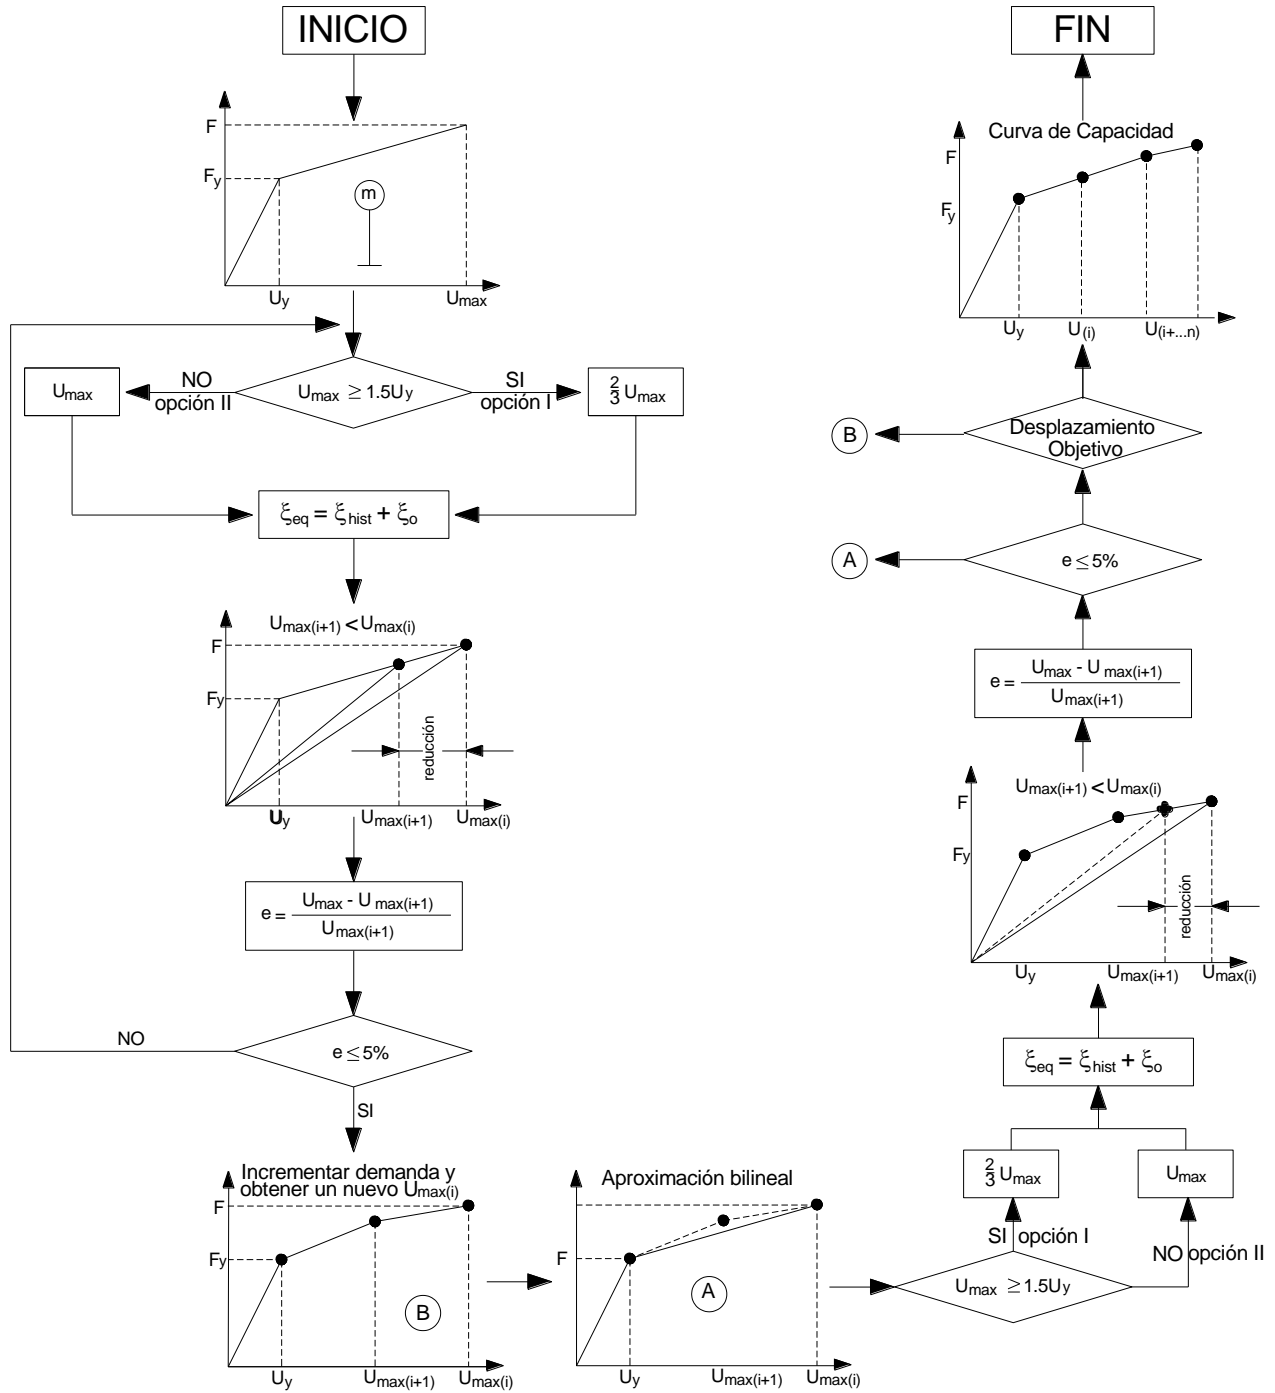 INICIO
F
Fy
m
Uy
Umax
Umax ≥ 1.5Uy
NO
opción II
Umax
SI
opción I
2/3 Umax
ξeq = ξhist + ξo
Umax(i+1) < Umax(i)
F
Fy
reducción
Uy
Umax(i+1)
Umax(i)
e = Umax - Umax(i+1) / Umax(i+1)
NO
e ≤ 5%
SI
Incrementar demanda y
obtener un nuevo Umax(i)
F
Fy
B
Uy
Umax(i+1)
Umax(i)
Aproximación bilineal
F
A
Uy
Umax(i+1)
Umax(i)
Umax ≥ 1.5Uy
SI opción I
NO opción II
2/3 Umax
Umax
ξeq = ξhist + ξo
Umax(i+1) < Umax(i)
F
Fy
reducción
Uy
Umax(i+1)
Umax(i)
e = Umax - Umax(i+1) / Umax(i+1)
e ≤ 5%
A
Desplazamiento
Objetivo
B
Curva de Capacidad
F
Fy
Uy
U(i)
U(i+...n)
FIN